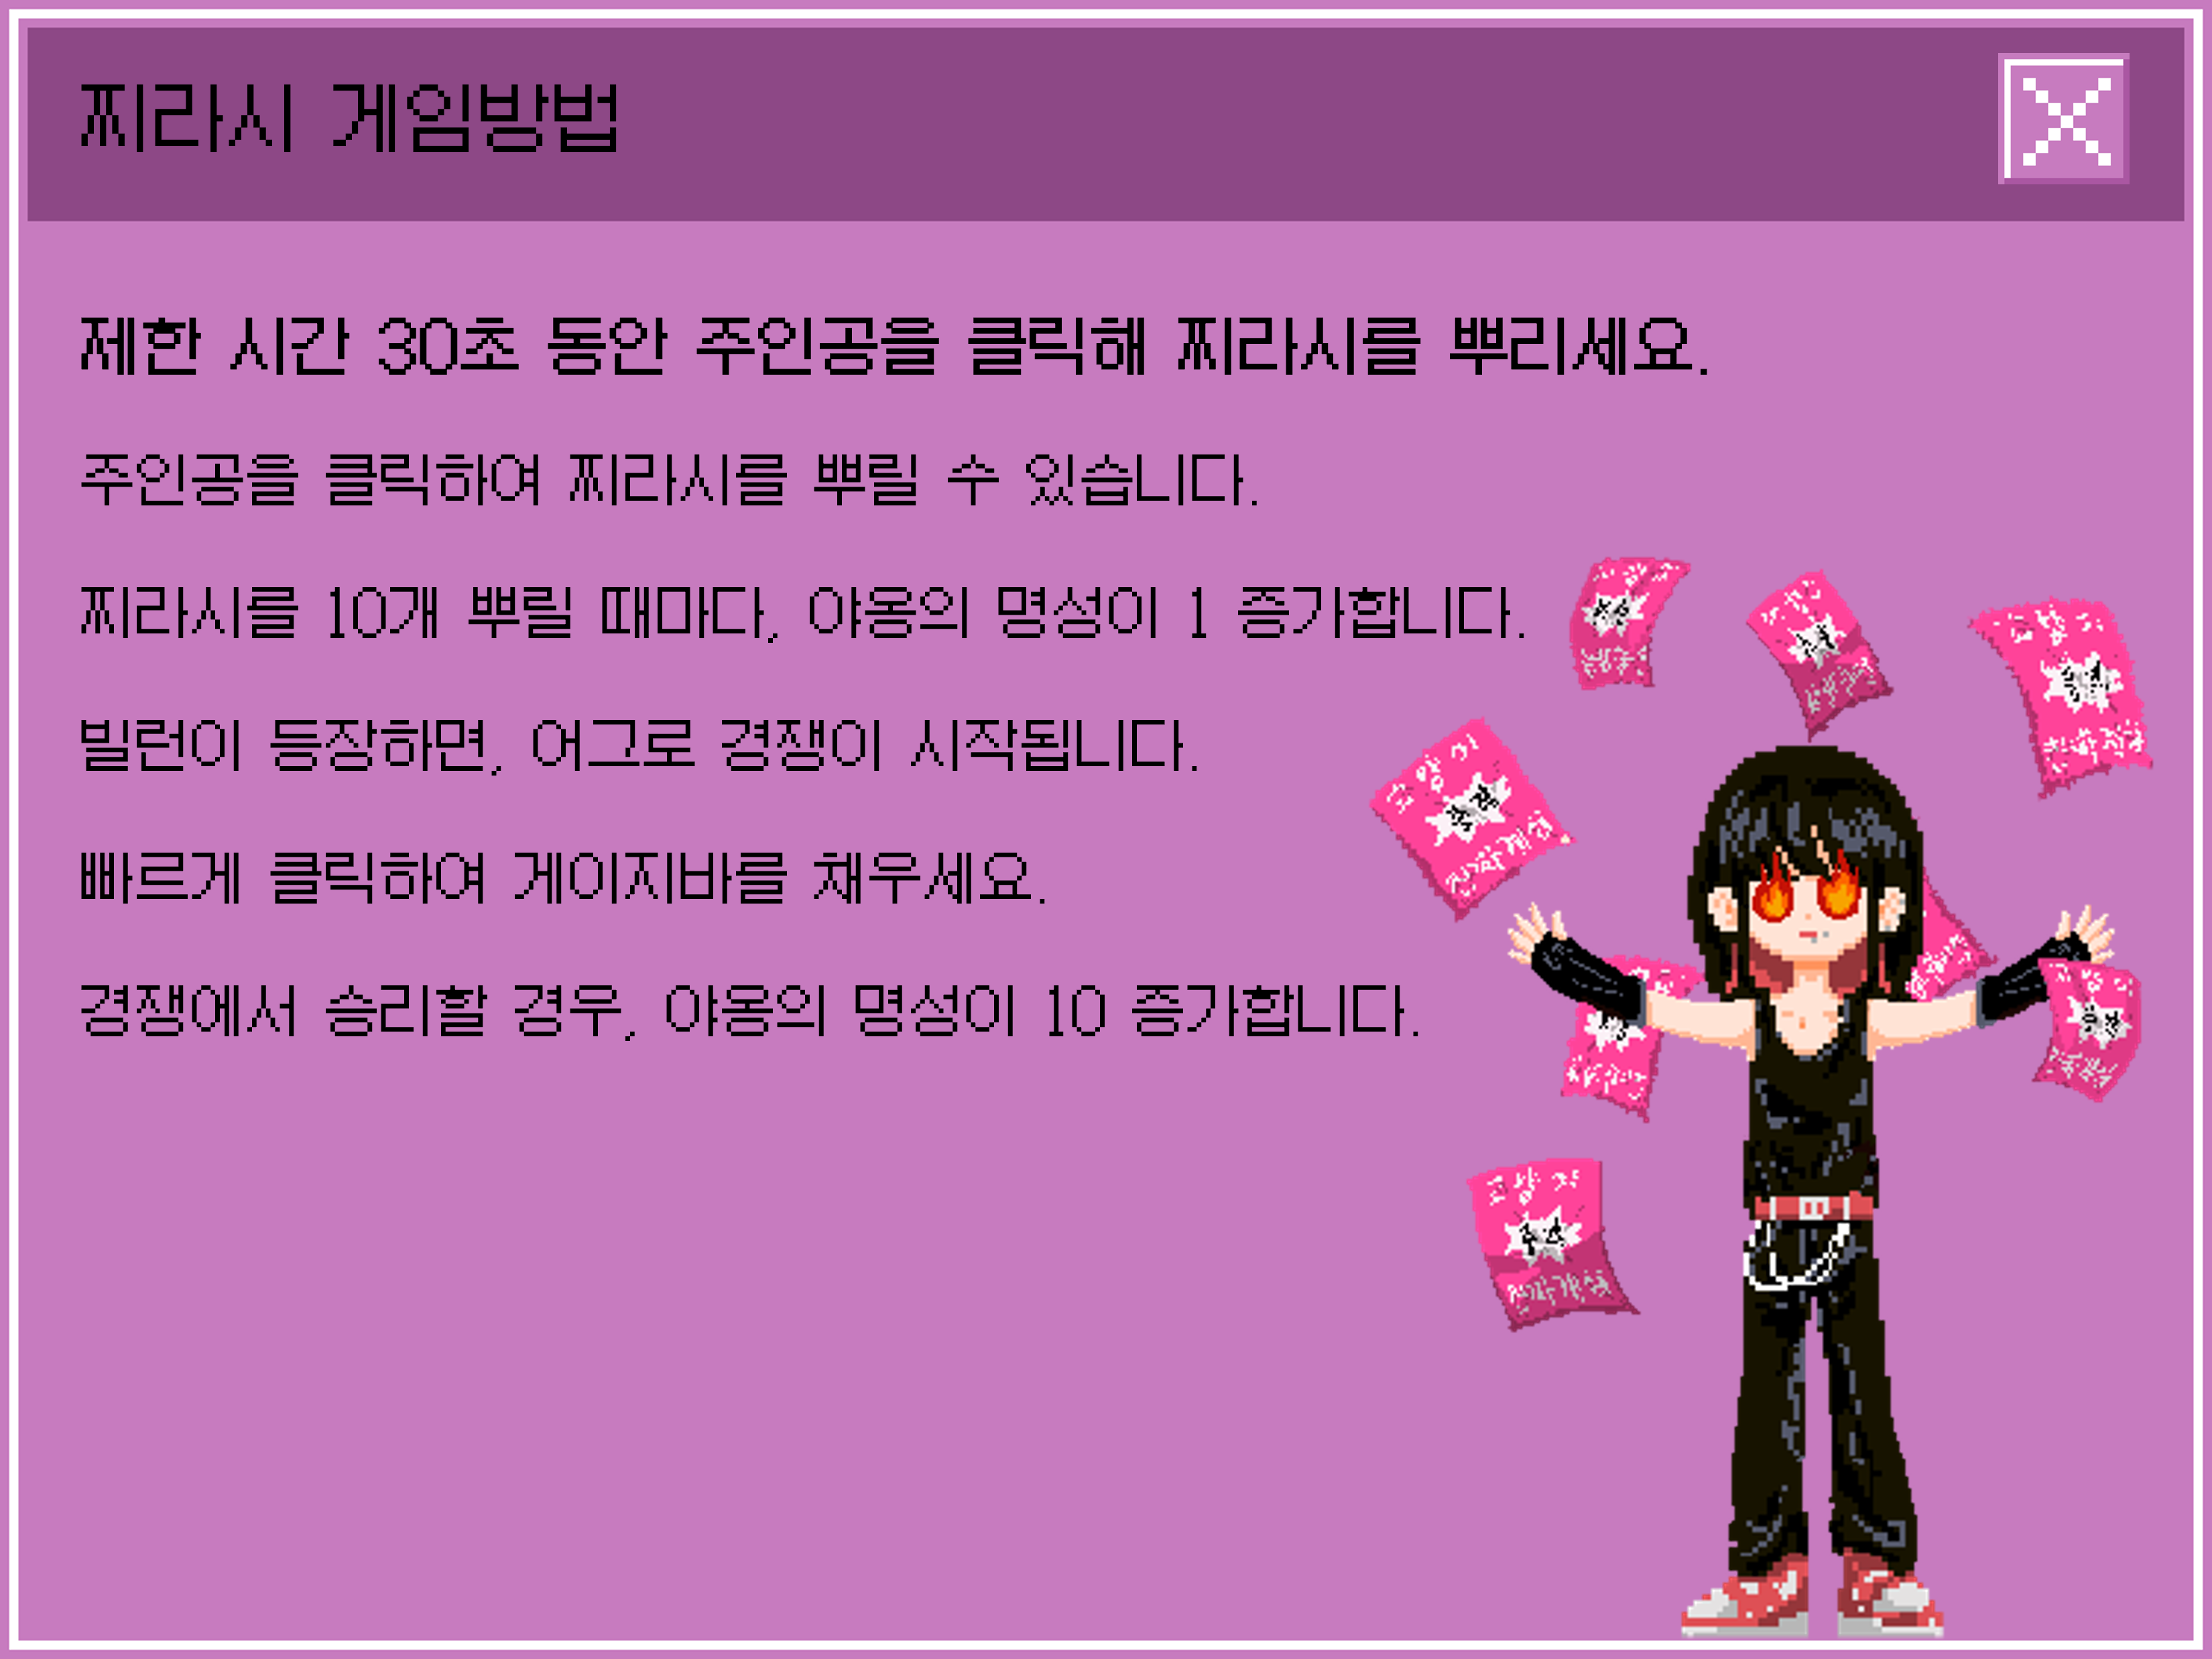 찌라시 게임방법
제한 시간 30초 동안 주인공을 클릭해 찌라시를 뿌리세요.
주인공을 클릭하여 찌라시를 뿌릴 수 있습니다.
찌라시를 10개 뿌릴 때마다, 야옹의 명성이 1 증가합니다.
빌런이 등장하면, 어그로 경쟁이 시작됩니다.
빠르게 클릭하여 게이지바를 채우세요.
경쟁에서 승리할 경우, 야옹의 명성이 10 증가합니다.